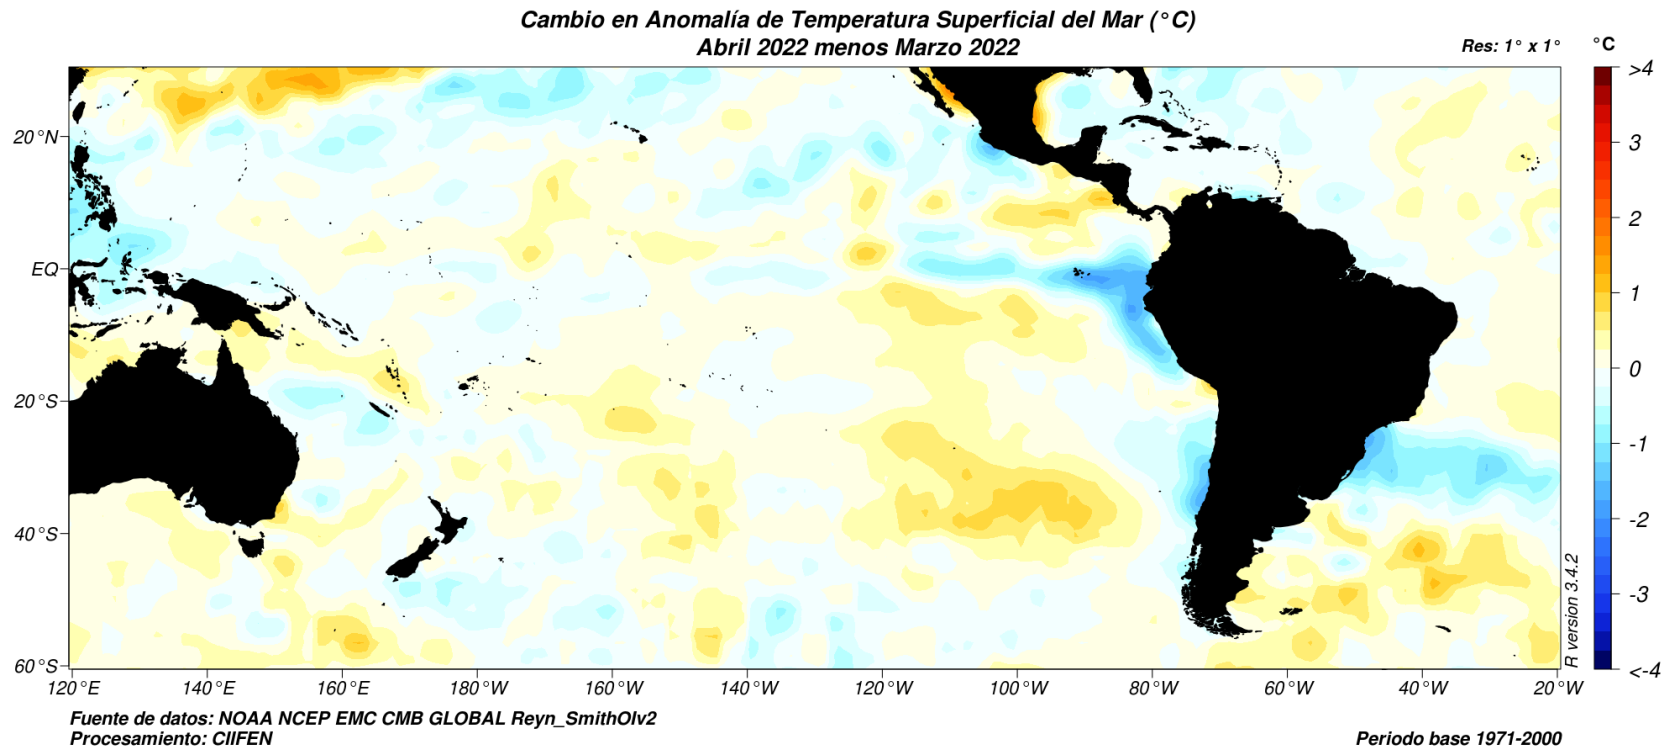 Cambio en Anomalía de Temperatura Superficial del Mar (°C)
Abril 2022 menos Marzo 2022
Res: 1° x 1°
°C
>4
3
2
1
0
-1
-2
-3
<-4
20°N
EQ
20°S
40°S
60°S
120°E 140°E 160°E 180°W 160°W 140°W 120°W 100°W 80°W 60°W 40°W 20°W
R version 3.4.2
Fuente de datos: NOAA NCEP EMC CMB GLOBAL Reyn_SmithOIv2
Procesamiento: CIIFEN
Periodo base 1971-2000